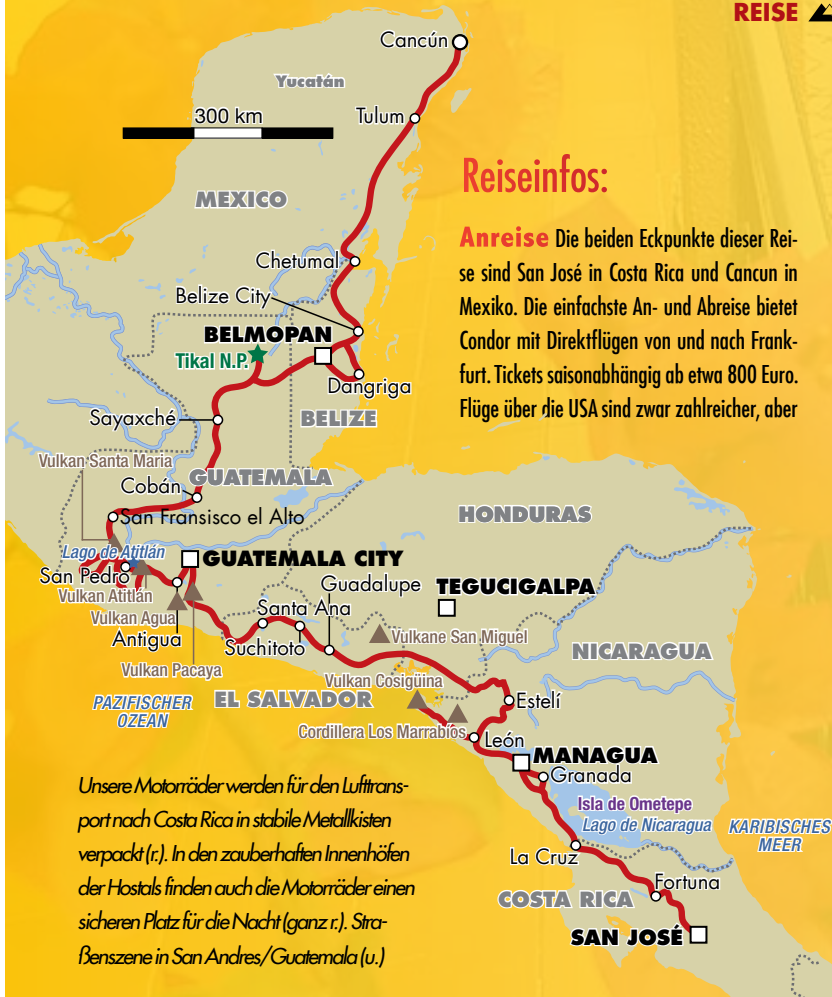 REISE
Cancún
Yucatán
300 km
Tulum
MEXICO
Chetumal
Belize City
BELMOPAN
Tikal N.P.
Dangriga
BELIZE
Sayaxché
Vulkan Santa Maria
GUATEMALA
Cobán
San Fransisco el Alto
HONDURAS
Lago de Atitlán
GUATEMALA CITY
San Pedro
Guadalupe
TEGUCIGALPA
Vulkan Atitlán
Vulkan Agua
Santa Ana
Antigua
Suchitoto
Vulkane San Miguel
NICARAGUA
Vulkan Pacaya
Vulkan Cosigüina
PAZIFISCHER
OZEAN
EL SALVADOR
Estelí
Cordillera Los Marrabios
León
MANAGUA
Granada
Isla de Ometepe
Lago de Nicaragua
KARIBISCHES
MEER
La Cruz
Fortuna
COSTA RICA
SAN JOSÉ
Reiseinfos:
Anreise Die beiden Eckpunkte dieser Rei-
se sind San José in Costa Rica und Cancun in
Mexiko. Die einfachste An- und Abreise bietet
Condor mit Direktflügen von und nach Frank-
furt. Tickets saisonabhängig ab etwa 800 Euro.
Flüge über die USA sind zwar zahlreicher, aber
Unsere Motorräder werden für den Lufttrans-
port nach Costa Rica in stabile Metallkisten
verpackt (r.). In den zauberhaften Innenhöfen
der Hostals finden auch die Motorräder einen
sicheren Platz für die Nacht (ganz r.). Stra-
ßenszene in San Andres/Guatemala (u.)